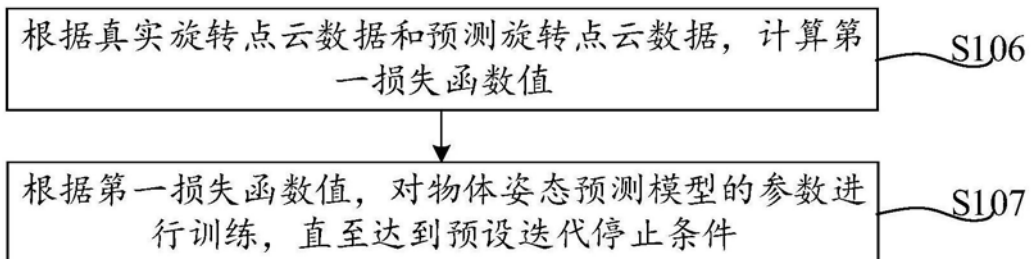 根据真实旋转点云数据和预测旋转点云数据，计算第
一损失函数值
S106
根据第一损失函数值，对物体姿态预测模型的参数进
行训练，直至达到预设迭代停止条件
S107